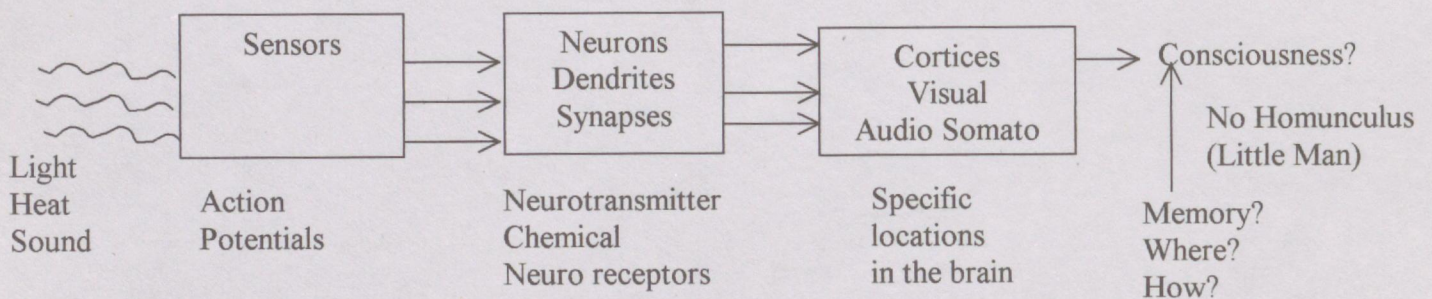 Sensors
Neurons
Dendrites
Synapses
Cortices
Visual
Audio Somato
Consciousness?
No Homunculus
(Little Man)
Light
Heat
Sound
Action
Potentials
Neurotransmitter
Chemical
Neuro receptors
Specific
locations
in the brain
Memory?
Where?
How?